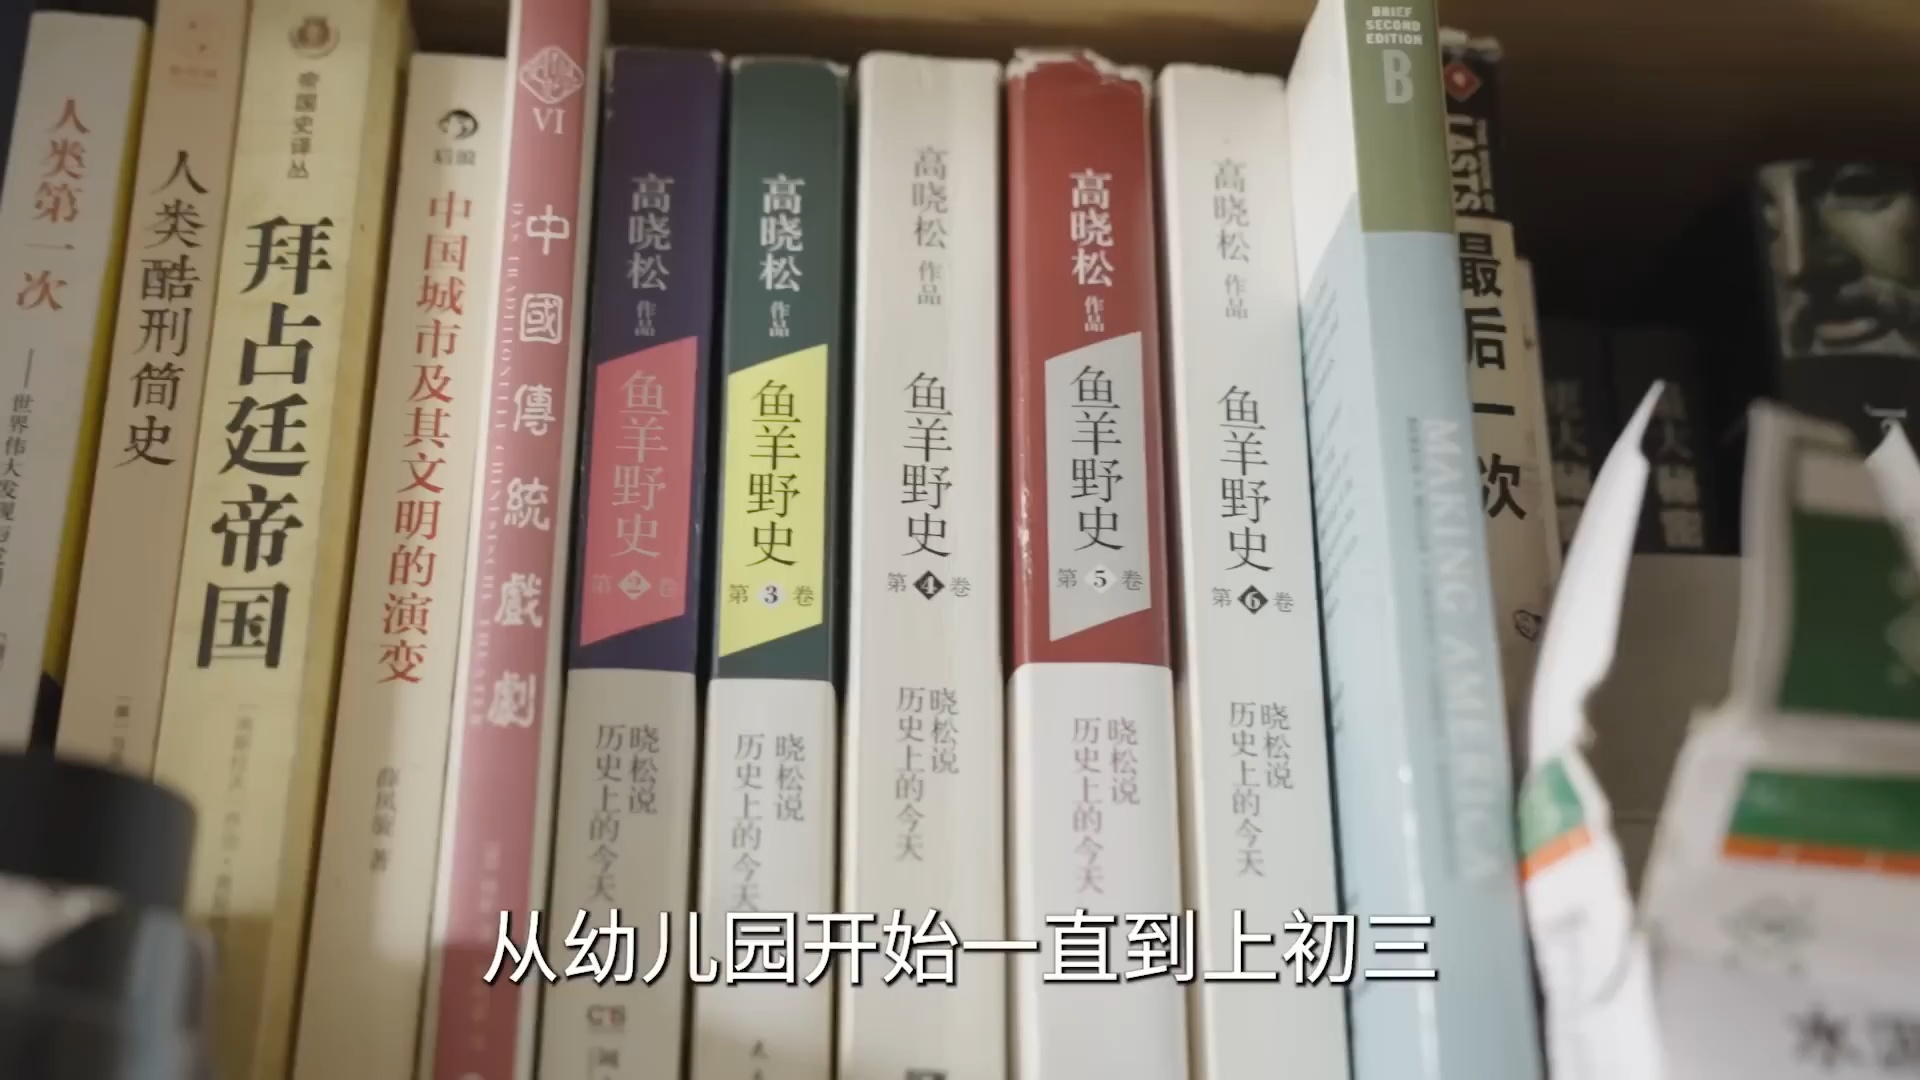 人类第一次
——世界伟大发现与
人类酷刑简史
帝国史译丛
拜占廷帝国
后浪
中国城市及其文明的演变
薛凤旋 著
VI
中國傳統戲劇
DAS TRADITIONELLE CHINESISCHE THEATER
高晓松 作品
鱼羊野史
第2卷
晓松说
历史上的今天
高晓松 作品
鱼羊野史
第3卷
晓松说
历史上的今天
高晓松 作品
鱼羊野史
第4卷
晓松说
历史上的今天
高晓松 作品
鱼羊野史
第5卷
晓松说
历史上的今天
高晓松 作品
鱼羊野史
第6卷
晓松说
历史上的今天
BRIEF
SECOND
EDITION
B
MAKING AMERICA
最后一次
从幼儿园开始一直到上初三